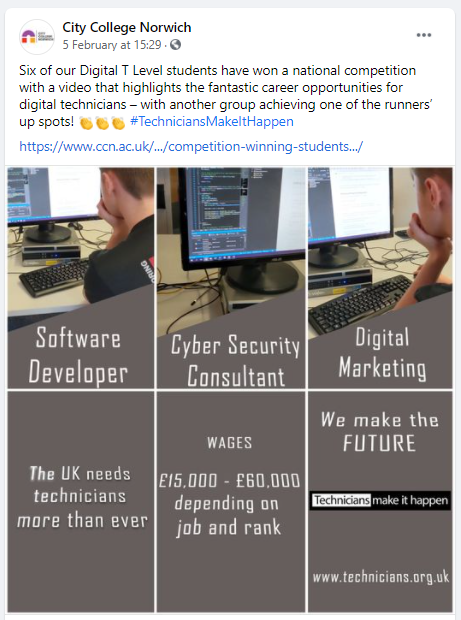 CITY
COLLEGE
NORWICH
City College Norwich
5 February at 15:29 ·
Six of our Digital T Level students have won a national competition
with a video that highlights the fantastic career opportunities for
digital technicians – with another group achieving one of the runners'
up spots! 👏👏👏 #TechniciansMakeItHappen
https://www.ccn.ac.uk/.../competition-winning-students.../
Software
Developer
Cyber Security
Consultant
Digital
Marketing
The UK needs
technicians
more than ever
WAGES
£15,000 - £60,000
depending on
job and rank
We make the
FUTURE
Technicians make it happen
www.technicians.org.uk